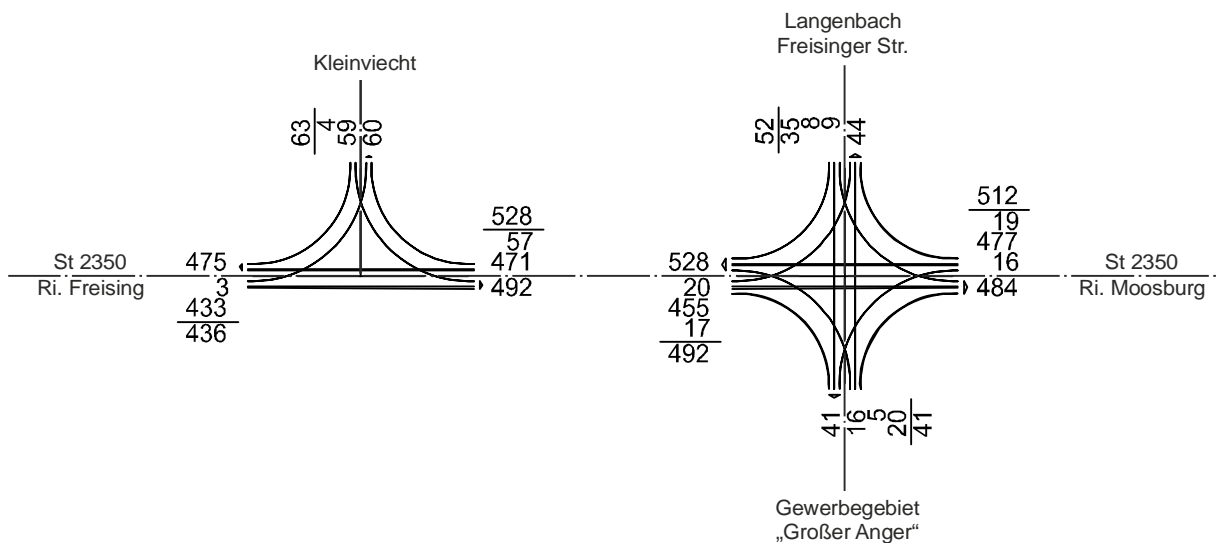 Langenbach
Freisinger Str.
Kleinviecht
63 4 59 60
52 35 8 9 44
528
57
471
492
512
19
477
16
484
St 2350
Ri. Freising
475
3
433
436
528
20
455
17
492
St 2350
Ri. Moosburg
41 16 5 20 41
Gewerbegebiet
„Großer Anger“